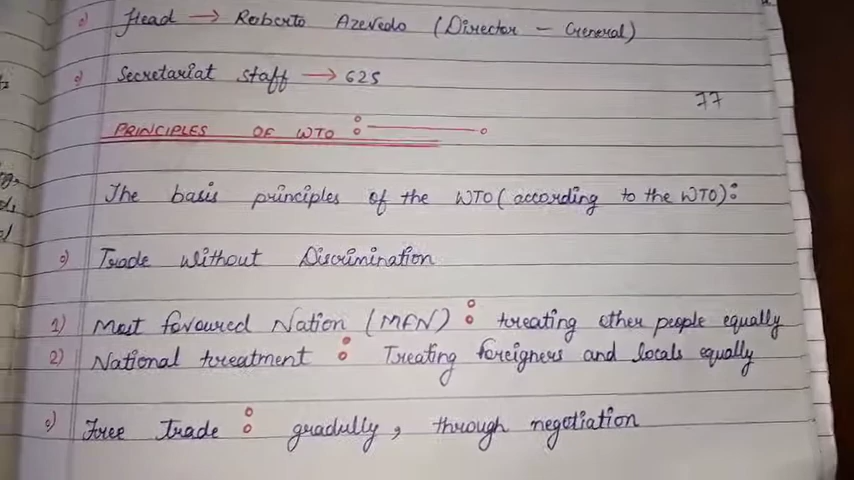 o) Head → Roberto Azevedo (Director - General)
o) Secretariat staff → 625
77
PRINCIPLES OF WTO :
The basis principles of the WTO (according to the WTO):
o) Trade without Discrimination
1) Most favoured Nation (MFN) : treating other people equally
2) National treatment : Treating foreigners and locals equally
o) Free Trade : gradully, through negotiation